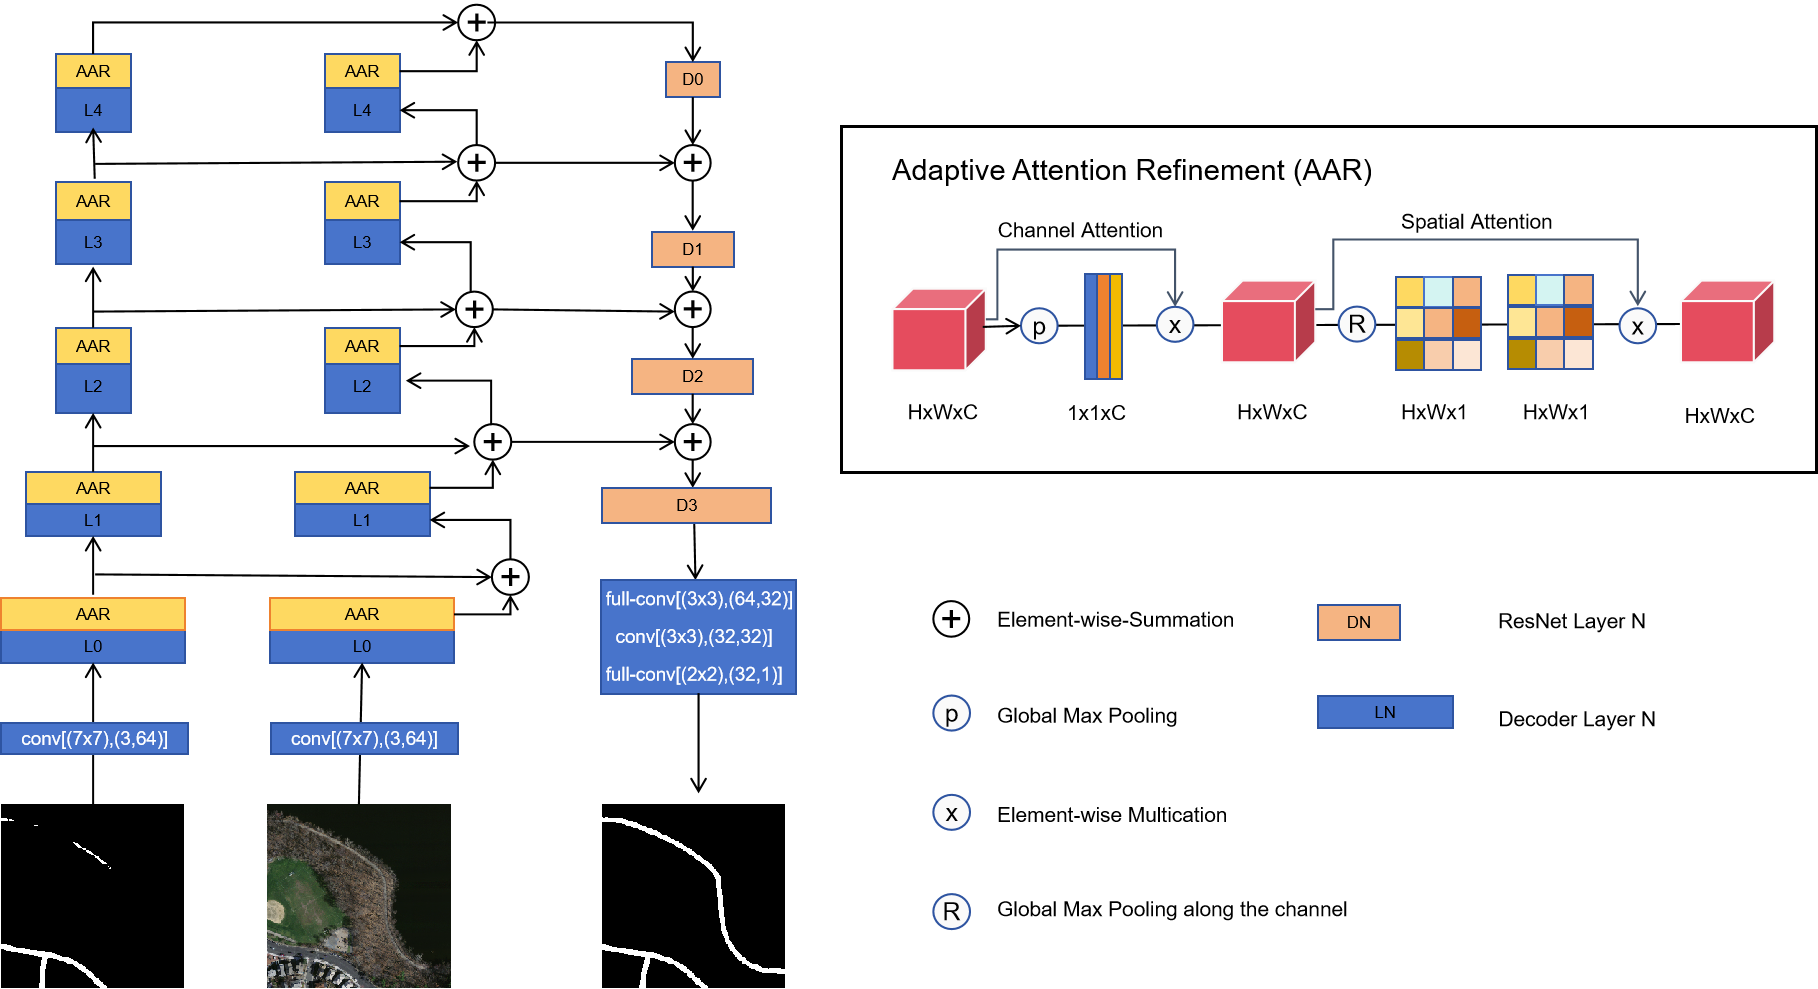 AAR
L4
AAR
L4
D0
AAR
L3
AAR
L3
D1
AAR
L2
AAR
L2
D2
AAR
L1
AAR
L1
D3
AAR
L0
AAR
L0
full-conv[(3x3),(64,32)]
conv[(3x3),(32,32)]
full-conv[(2x2),(32,1)]
conv[(7x7),(3,64)]
conv[(7x7),(3,64)]
Adaptive Attention Refinement (AAR)
Channel Attention
Spatial Attention
p
x
R
x
HxWxC
1x1xC
HxWxC
HxWx1
HxWx1
HxWxC
Element-wise-Summation
DN
ResNet Layer N
p
Global Max Pooling
LN
Decoder Layer N
x
Element-wise Multication
R
Global Max Pooling along the channel